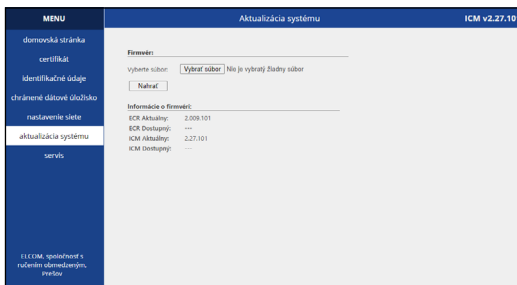 MENU
Aktualizácia systému
ICM v2.27.101
domovská stránka
certifikát
identifikačné údaje
chránené dátové úložisko
nastavenie siete
aktualizácia systému
servis
ELCOM, spoločnosť s
ručením obmedzeným,
Prešov
Firmvér:
Vyberte súbor: Vybrať súbor Nie je vybratý žiadny súbor
Nahrať
Informácie o firmvéri:
ECR Aktuálny: 2.009.101
ECR Dostupný: ---
ICM Aktuálny: 2.27.101
ICM Dostupný: ---